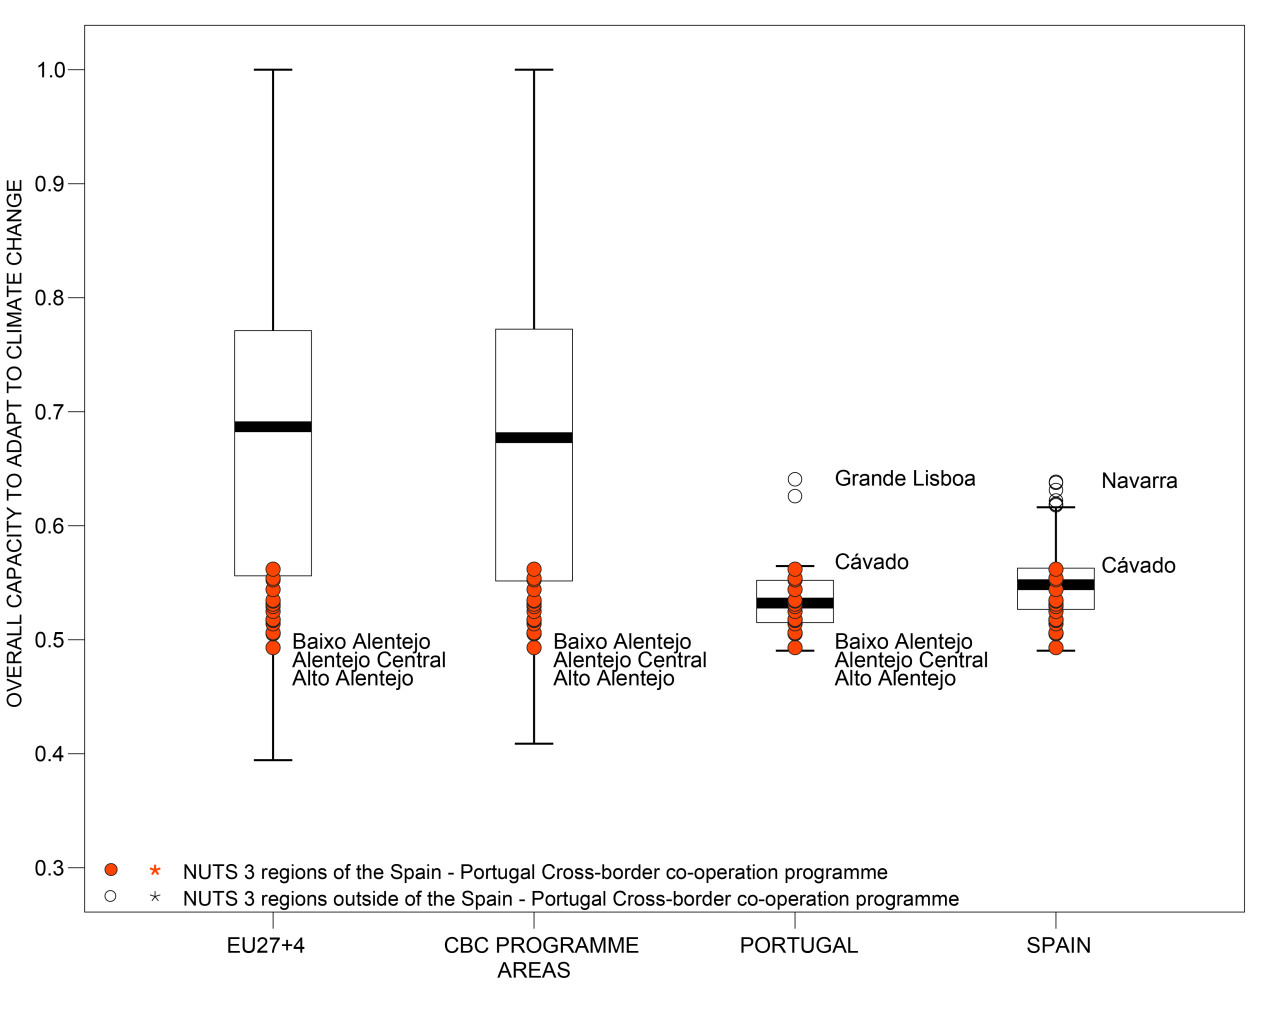 OVERALL CAPACITY TO ADAPT TO CLIMATE CHANGE
1.0
0.9
0.8
0.7
0.6
0.5
0.4
0.3
Baixo Alentejo
Alentejo Central
Alto Alentejo
Baixo Alentejo
Alentejo Central
Alto Alentejo
Grande Lisboa
Cávado
Baixo Alentejo
Alentejo Central
Alto Alentejo
Navarra
Cávado
* NUTS 3 regions of the Spain - Portugal Cross-border co-operation programme
* NUTS 3 regions outside of the Spain - Portugal Cross-border co-operation programme
EU27+4
CBC PROGRAMME
AREAS
PORTUGAL
SPAIN